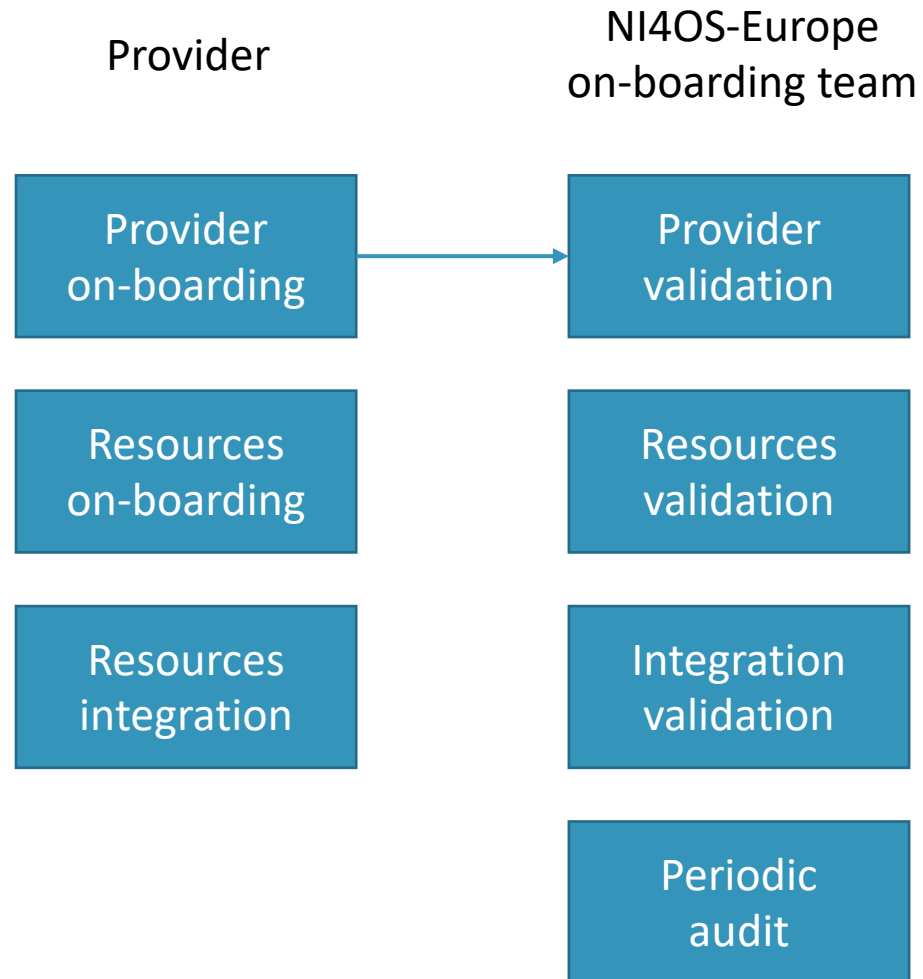 Provider
NI4OS-Europe
on-boarding team
Provider
on-boarding
Provider
validation
Resources
on-boarding
Resources
validation
Resources
integration
Integration
validation
Periodic
audit